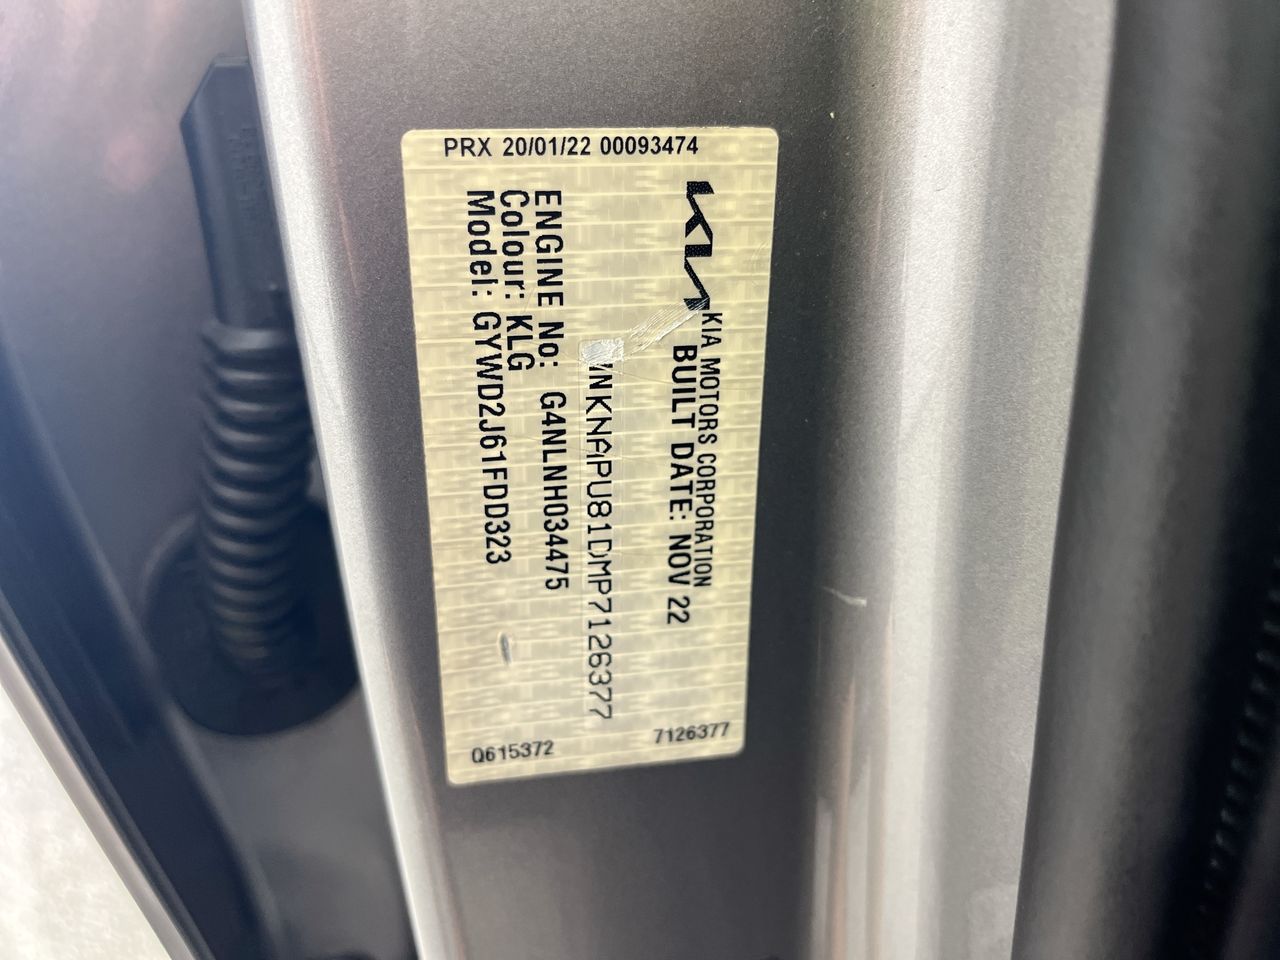 PRX 20/01/22 00093474
KIA
KIA MOTORS CORPORATION
BUILT DATE: NOV 22
KNAPU81DMP7126377
ENGINE No: G4NLNH034475
Colour: KLG
Model: GYWD2J61FDD323
Q615372
7126377